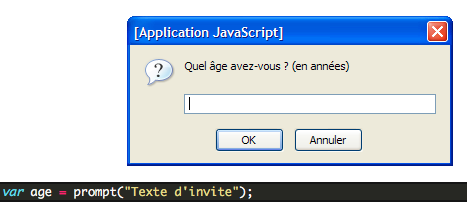 [Application JavaScript]
Quel âge avez-vous ? (en années)
OK
Annuler
var age = prompt("Texte d'invite");